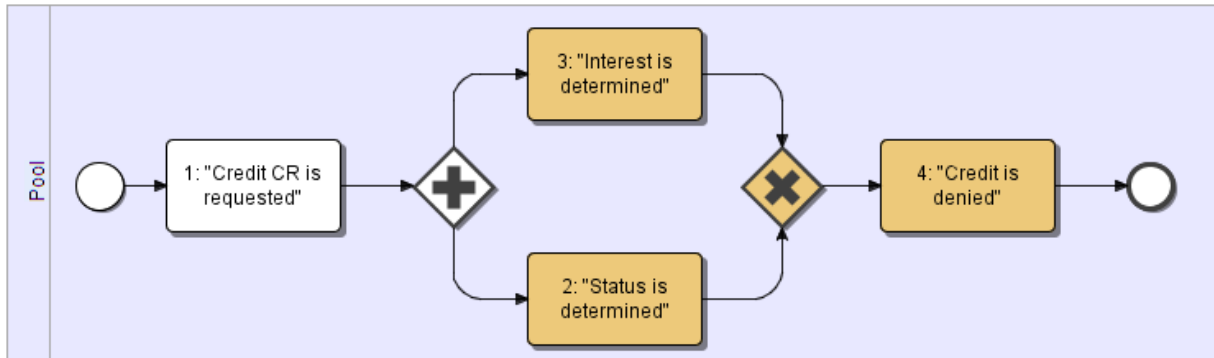 Pool
1: "Credit CR is
requested"
3: "Interest is
determined"
2: "Status is
determined"
4: "Credit is
denied"